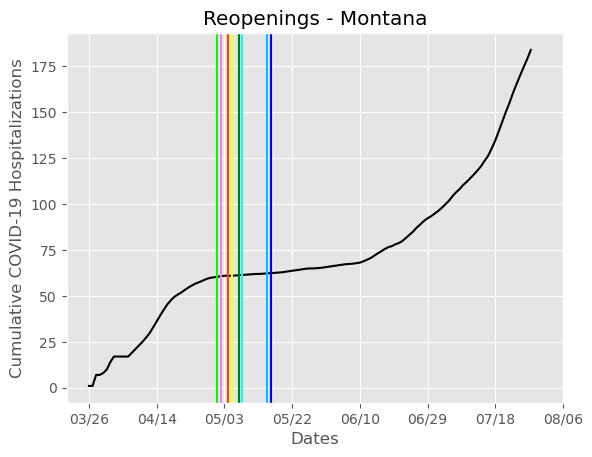 Reopenings - Montana
Cumulative COVID-19 Hospitalizations
175
150
125
100
75
50
25
0
03/26 04/14 05/03 05/22 06/10 06/29 07/18 08/06
Dates